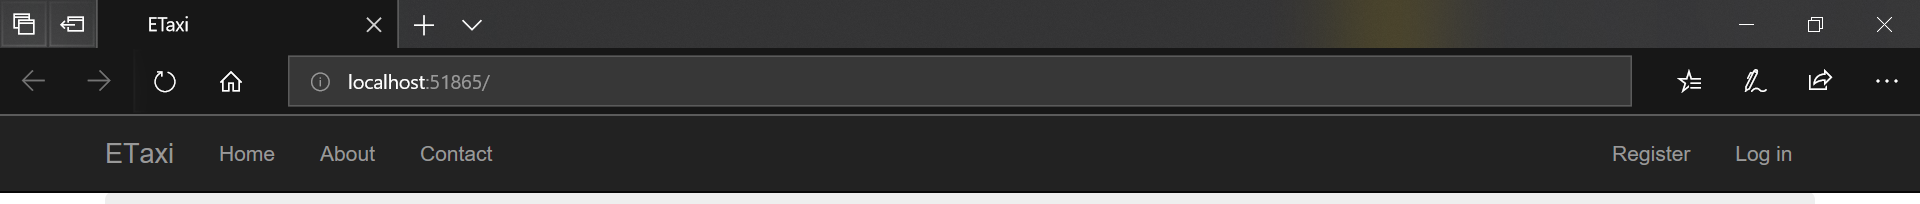 ETaxi
localhost:51865/
ETaxi Home About Contact Register Log in